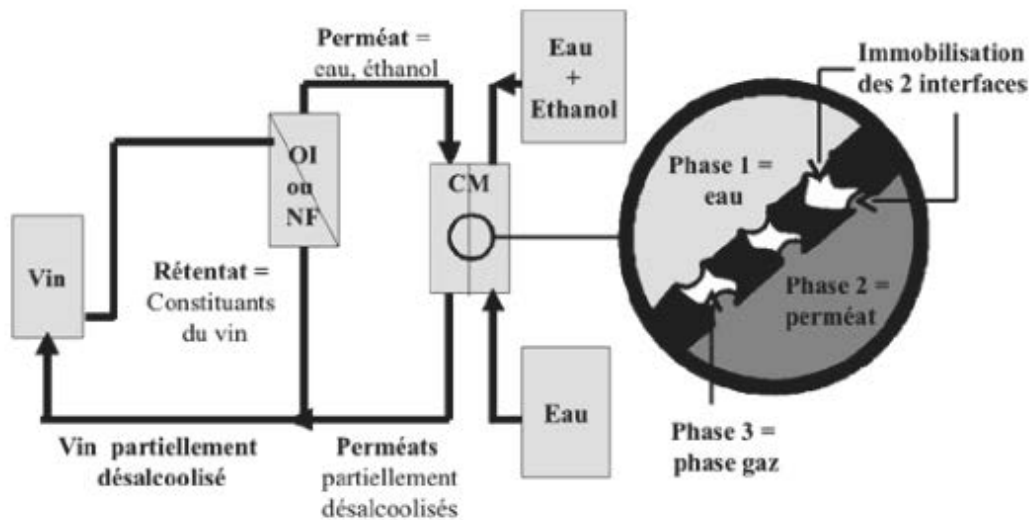 Perméat =
eau, éthanol
Eau
+
Ethanol
Immobilisation
des 2 interfaces
OI
ou
NF
CM
Phase 1 =
eau
Vin
Rétentat =
Constituants
du vin
Phase 2 =
perméat
Eau
Vin partiellement
désalcoolisé
Perméats
partiellement
désalcoolisés
Phase 3 =
phase gaz